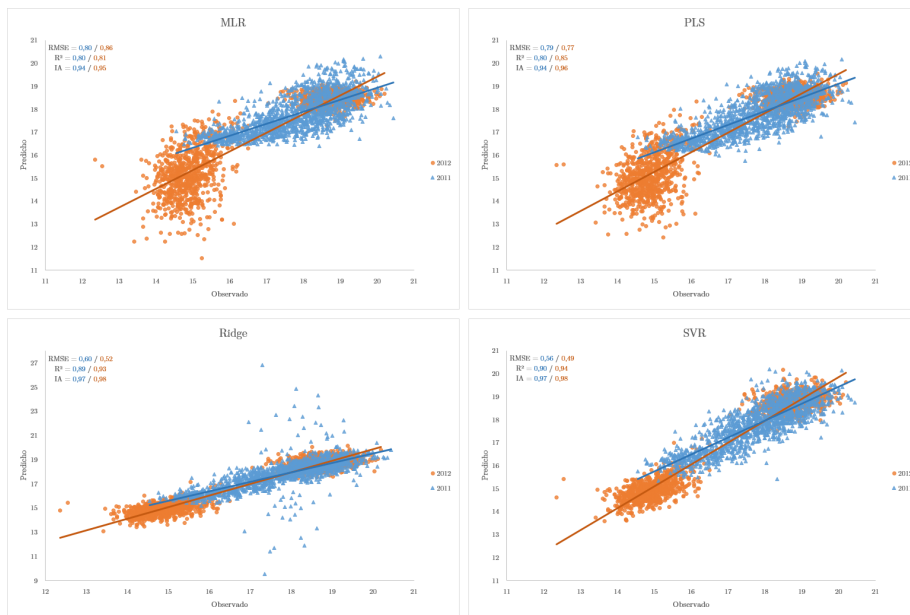 MLR
RMSE = 0,80 / 0,86
R² = 0,80 / 0,81
IA = 0,94 / 0,95
21
20
19
18
17
16
15
14
13
12
11
Predicho
11 12 13 14 15 16 17 18 19 20 21
Observado
2012
2011
PLS
RMSE = 0,79 / 0,77
R² = 0,80 / 0,85
IA = 0,94 / 0,96
21
20
19
18
17
16
15
14
13
12
11
Predicho
11 12 13 14 15 16 17 18 19 20 21
Observado
2012
2011
Ridge
RMSE = 0,60 / 0,52
R² = 0,89 / 0,93
IA = 0,97 / 0,98
27
25
23
21
19
17
15
13
11
9
Predicho
12 13 14 15 16 17 18 19 20 21
Observado
2012
2011
SVR
RMSE = 0,56 / 0,49
R² = 0,90 / 0,94
IA = 0,97 / 0,98
21
20
19
18
17
16
15
14
13
12
11
Predicho
11 12 13 14 15 16 17 18 19 20 21
Observado
2012
2011